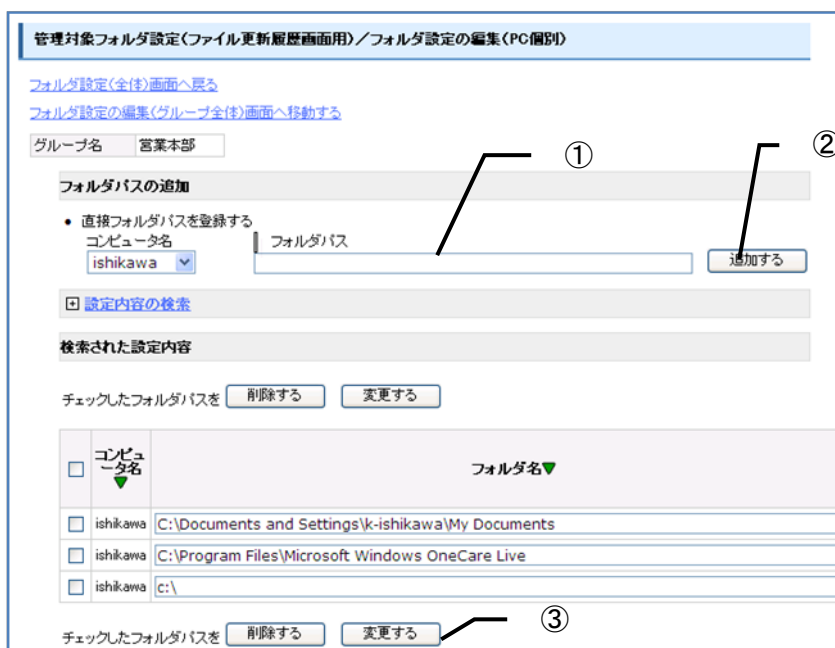 管理対象フォルダ設定(ファイル更新履歴画面用)/フォルダ設定の編集(PC個別)
フォルダ設定(全体)画面へ戻る
フォルダ設定の編集(グループ全体)画面へ移動する
グループ名 営業本部
① ②
フォルダパスの追加
• 直接フォルダパスを登録する
コンピュータ名 フォルダパス
ishikawa 追加する
設定内容の検索
検索された設定内容
チェックしたフォルダパスを 削除する 変更する
コンピュ
ータ名
フォルダ名▼
ishikawa C:\Documents and Settings\k-ishikawa\My Documents
ishikawa C:\Program Files\Microsoft Windows OneCare Live
ishikawa c:\
③
チェックしたフォルダパスを 削除する 変更する